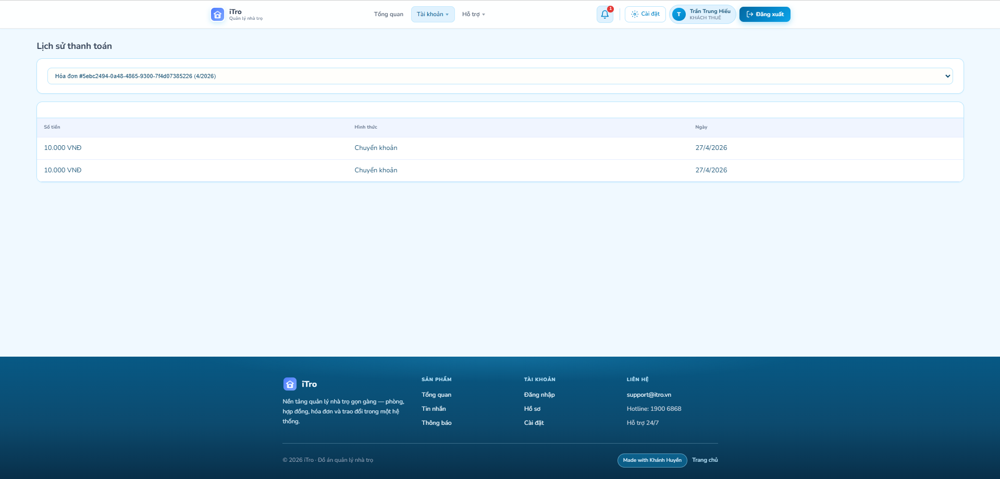 iTro
Quản lý nhà trọ
Tổng quan
Tài khoản
Hỗ trợ
1
Cài đặt
T
Trần Trung Hiếu
KHÁCH THUÊ
Đăng xuất
Lịch sử thanh toán
Hóa đơn #5ebc2494-0a48-4865-9300-7f4d07385226 (4/2026)
Số tiền Hình thức Ngày
10.000 VNĐ Chuyển khoản 27/4/2026
10.000 VNĐ Chuyển khoản 27/4/2026
iTro
Nền tảng quản lý nhà trọ gọn gàng — phòng,
hợp đồng, hóa đơn và trao đổi trong một hệ
thống.
SẢN PHẨM
Tổng quan
Tin nhắn
Thông báo
TÀI KHOẢN
Đăng nhập
Hồ sơ
Cài đặt
LIÊN HỆ
support@itro.vn
Hotline: 1900 6868
Hỗ trợ 24/7
© 2026 iTro · Đồ án quản lý nhà trọ
Made with Khánh Huyền
Trang chủ